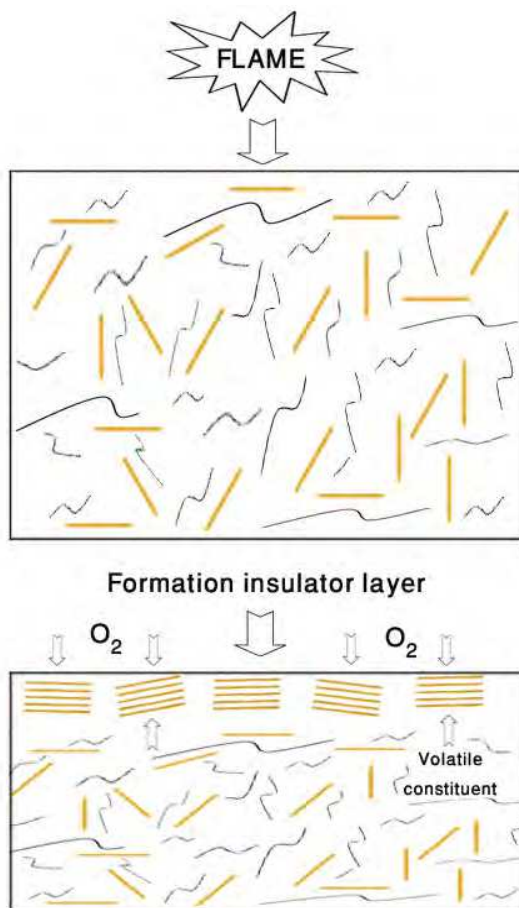 FLAME
Formation insulator layer
O₂ O₂
Volatile
constituent